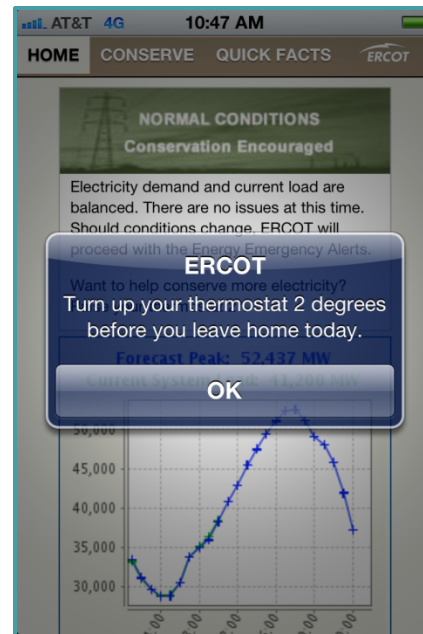 AT&T 4G 10:47 AM
HOME CONSERVE QUICK FACTS ERCOT
NORMAL CONDITIONS
Conservation Encouraged
Electricity demand and current load are
balanced. There are no issues at this time.
Should conditions change, ERCOT will
proceed with the Energy Emergency Alerts.
Want to help conserve more electricity?
ERCOT
Turn up your thermostat 2 degrees
before you leave home today.
Forecast Peak: 52,437 MW
Current System 41,200 MW
OK
50,000
45,000
40,000
35,000
30,000